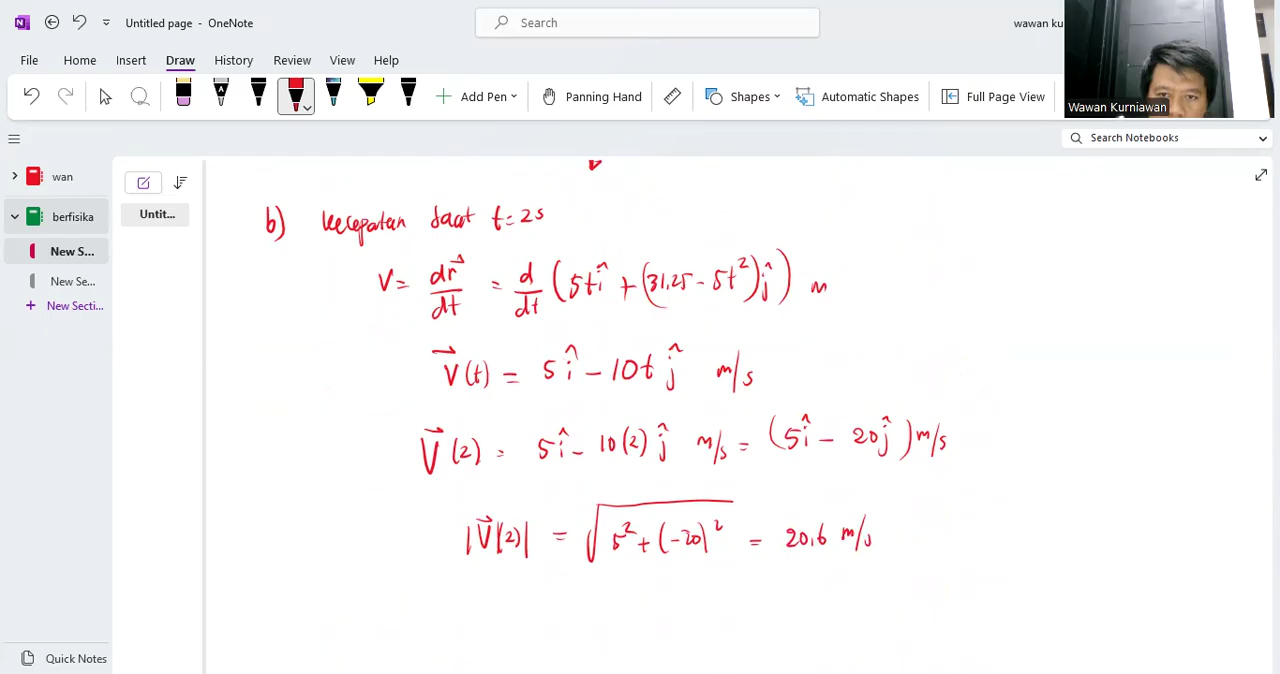 Untitled page - OneNote
Search
wawan ku
File Home Insert Draw History Review View Help
Pen Panning Hand Shapes Automatic Shapes Full Page View
Add Pen
Wawan Kurniawan
Search Notebooks
wan
berfisika
New S...
New Se...
New Secti...
Untit...
b) kecepatan saat t = 2s
V = dr⃗/dt = d/dt (5t î + (31,25 - 5t²) ĵ) m
V⃗(t) = 5 î - 10t ĵ m/s
V⃗(2) = 5 î - 10(2) ĵ m/s = (5 î - 20 ĵ) m/s
|V⃗(2)| = √(5² + (-20)²) = 20,6 m/s
Quick Notes